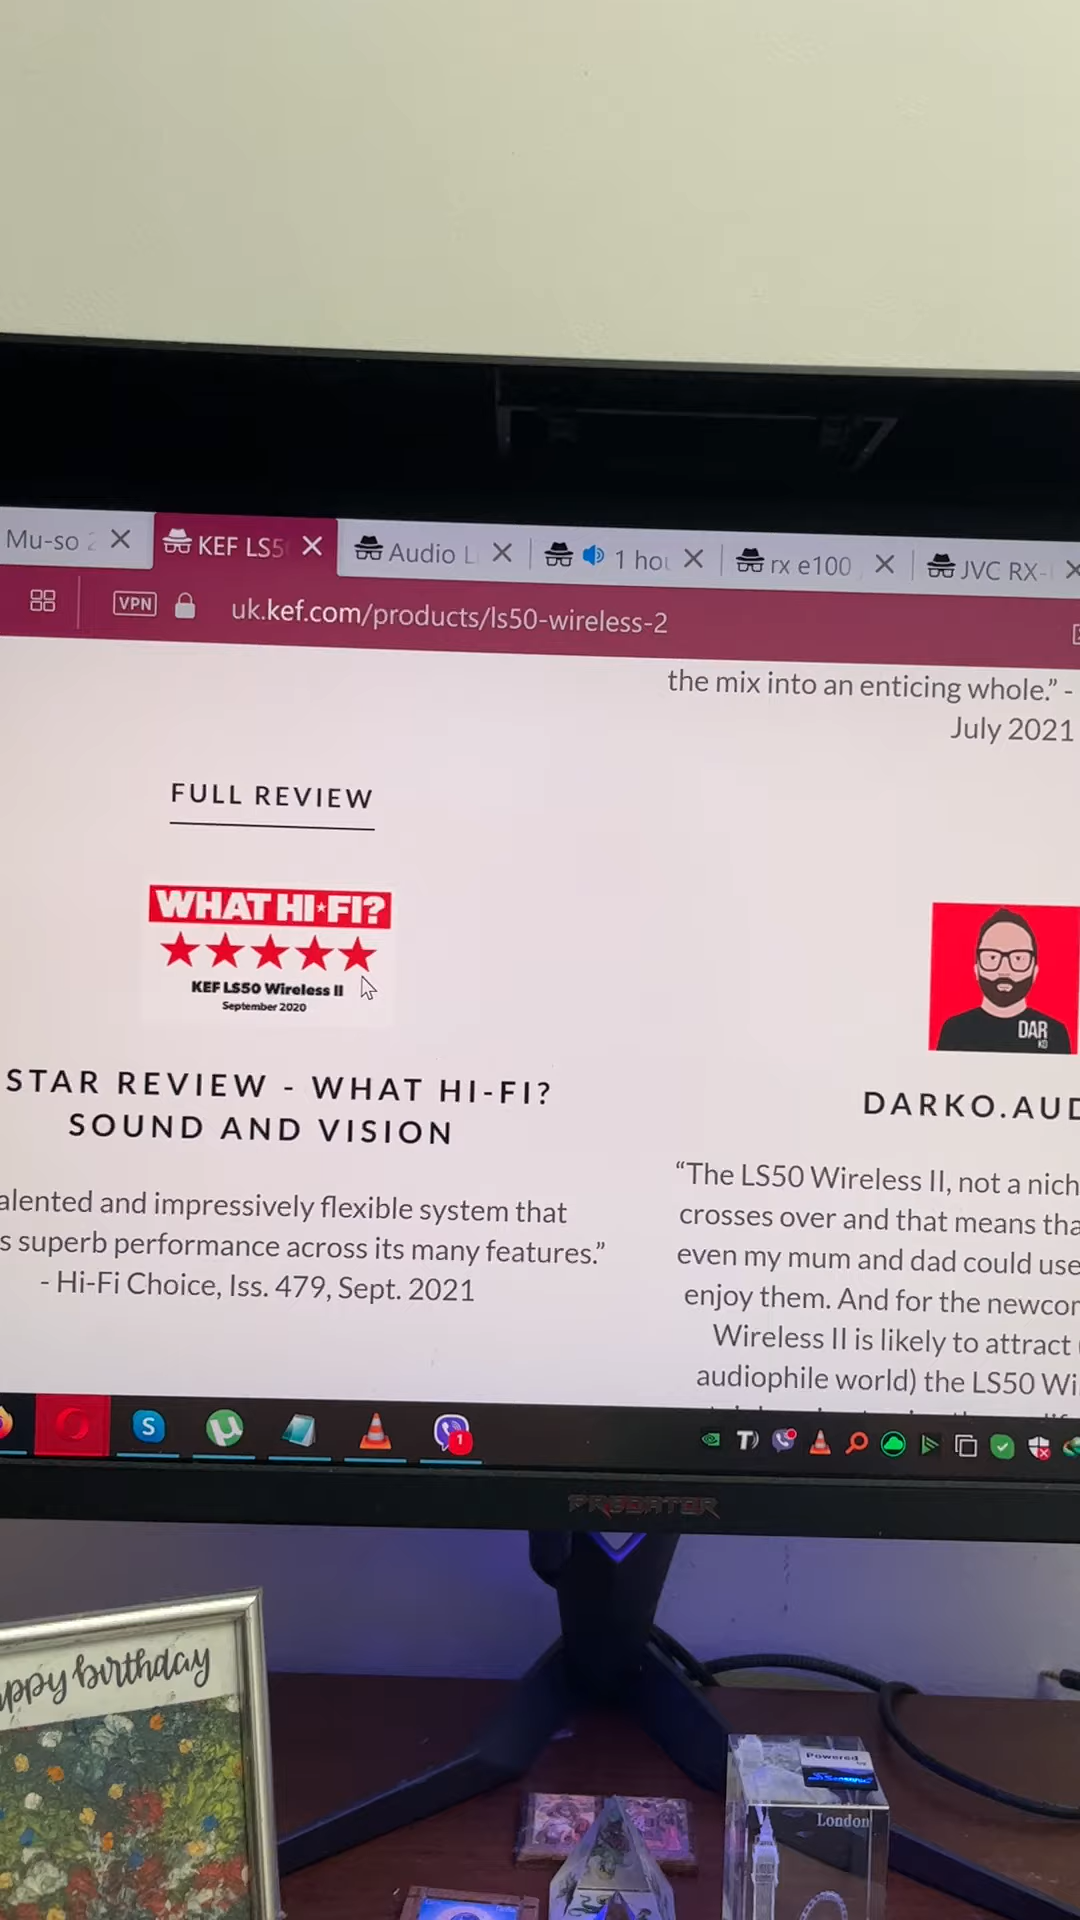 Mu-so 2
KEF LS5
Audio L
1 hou
rx e100
JVC RX-
VPN
uk.kef.com/products/ls50-wireless-2
the mix into an enticing whole.” -
July 2021
FULL REVIEW
WHAT HI★FI?
KEF LS50 Wireless II
September 2020
STAR REVIEW - WHAT HI-FI?
SOUND AND VISION
alented and impressively flexible system that
s superb performance across its many features.”
- Hi-Fi Choice, Iss. 479, Sept. 2021
DAR
KO
DARKO.AUD
“The LS50 Wireless II, not a nich
crosses over and that means tha
even my mum and dad could use
enjoy them. And for the newcor
Wireless II is likely to attract
audiophile world) the LS50 Wi
S
1
PREDATOR
ppy birthday
Powered
by
London